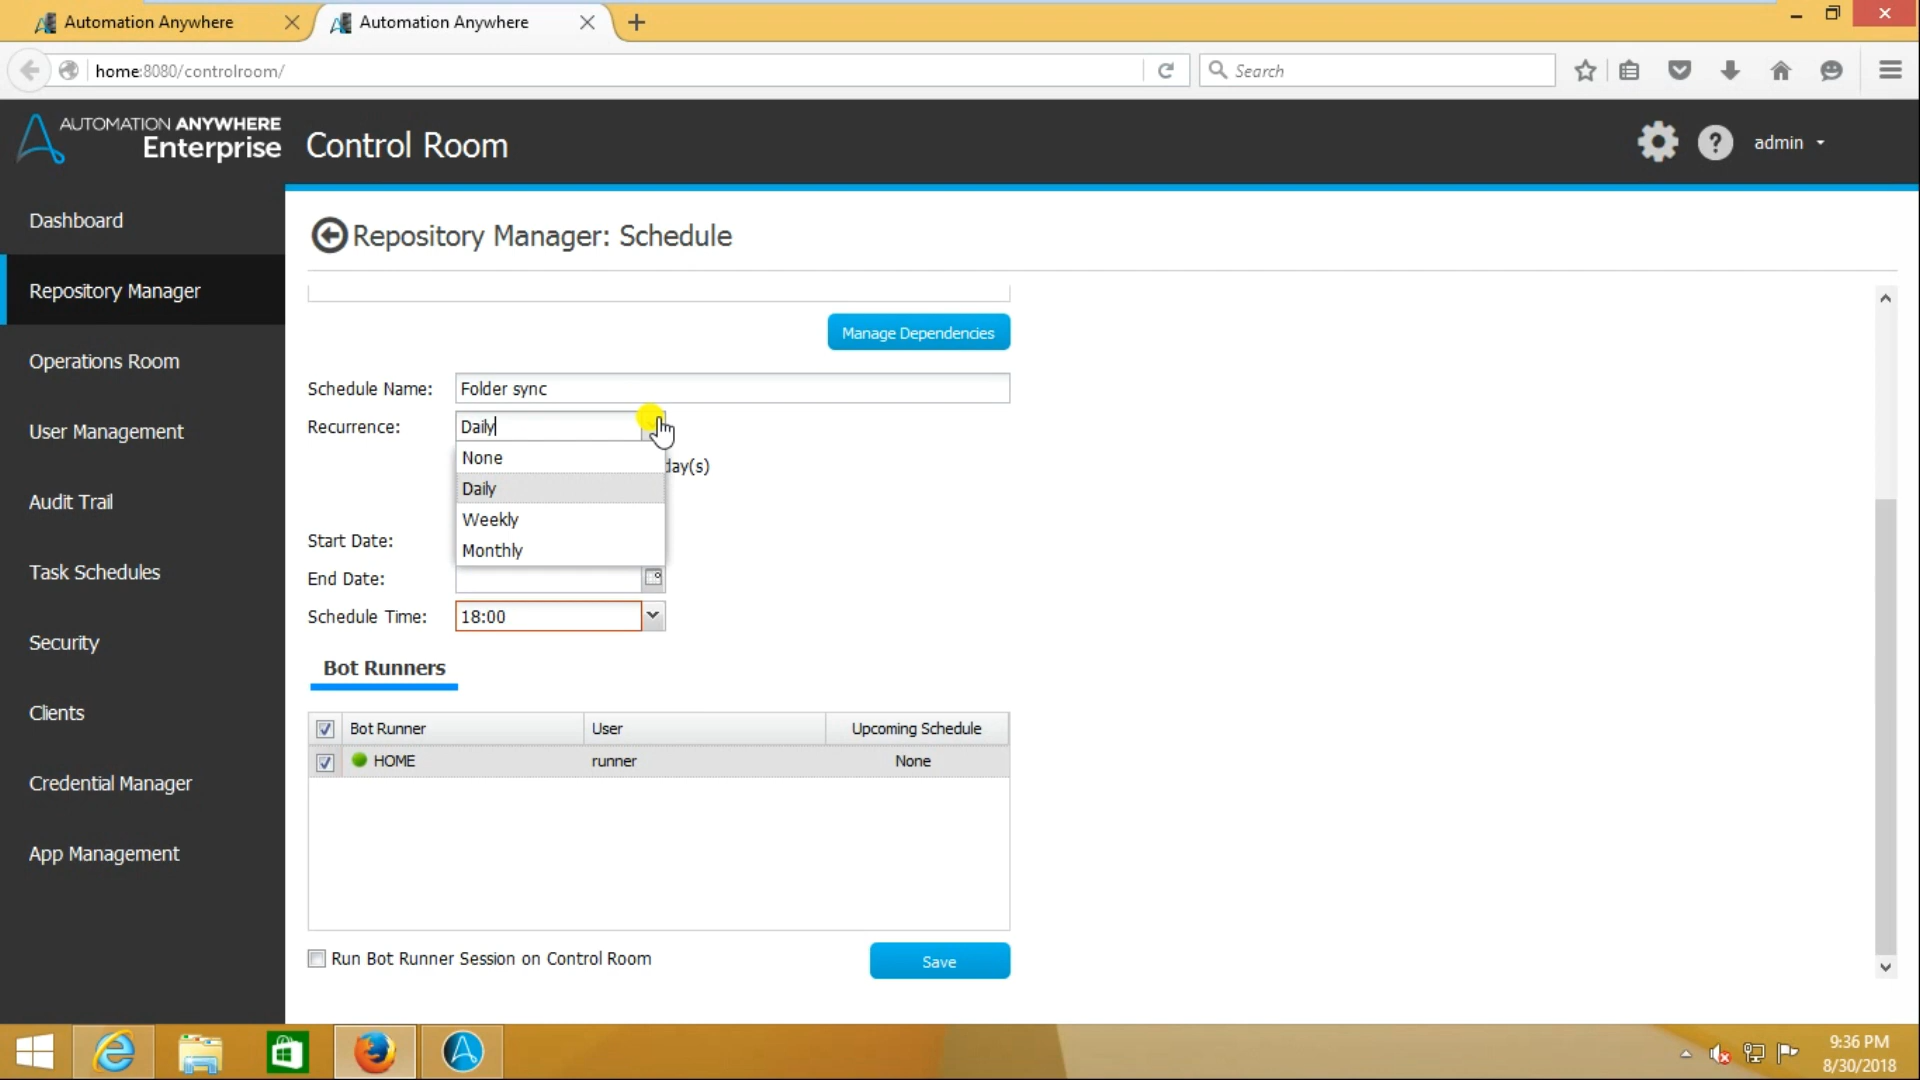 Automation Anywhere
Automation Anywhere
home:8080/controlroom/
Search
AUTOMATION ANYWHERE
Enterprise
Control Room
admin
Dashboard
Repository Manager
Operations Room
User Management
Audit Trail
Task Schedules
Security
Clients
Credential Manager
App Management
Repository Manager: Schedule
Manage Dependencies
Schedule Name: Folder sync
Recurrence: Daily
None
day(s)
Daily
Weekly
Monthly
Start Date:
End Date:
Schedule Time: 18:00
Bot Runners
Bot Runner User Upcoming Schedule
HOME runner None
Run Bot Runner Session on Control Room
Save
9:36 PM
8/30/2018